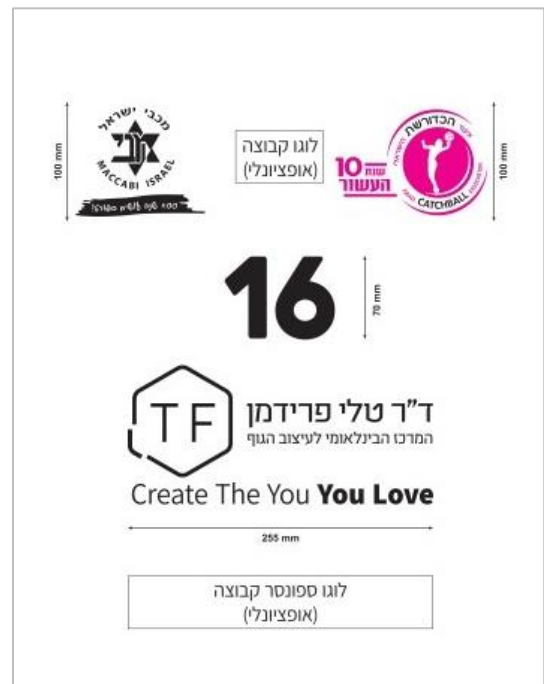 מכבי ישראל
MACCABI ISRAEL
100 mm
לוגו קבוצה
(אופציונלי)
שנת 10
העשור
הכדורשת
CATCHBALL
100 mm
16
70 mm
TF
ד"ר טלי פרידמן
המרכז הבינלאומי לעיצוב הגוף
Create The You You Love
255 mm
לוגו ספונסר קבוצה
(אופציונלי)